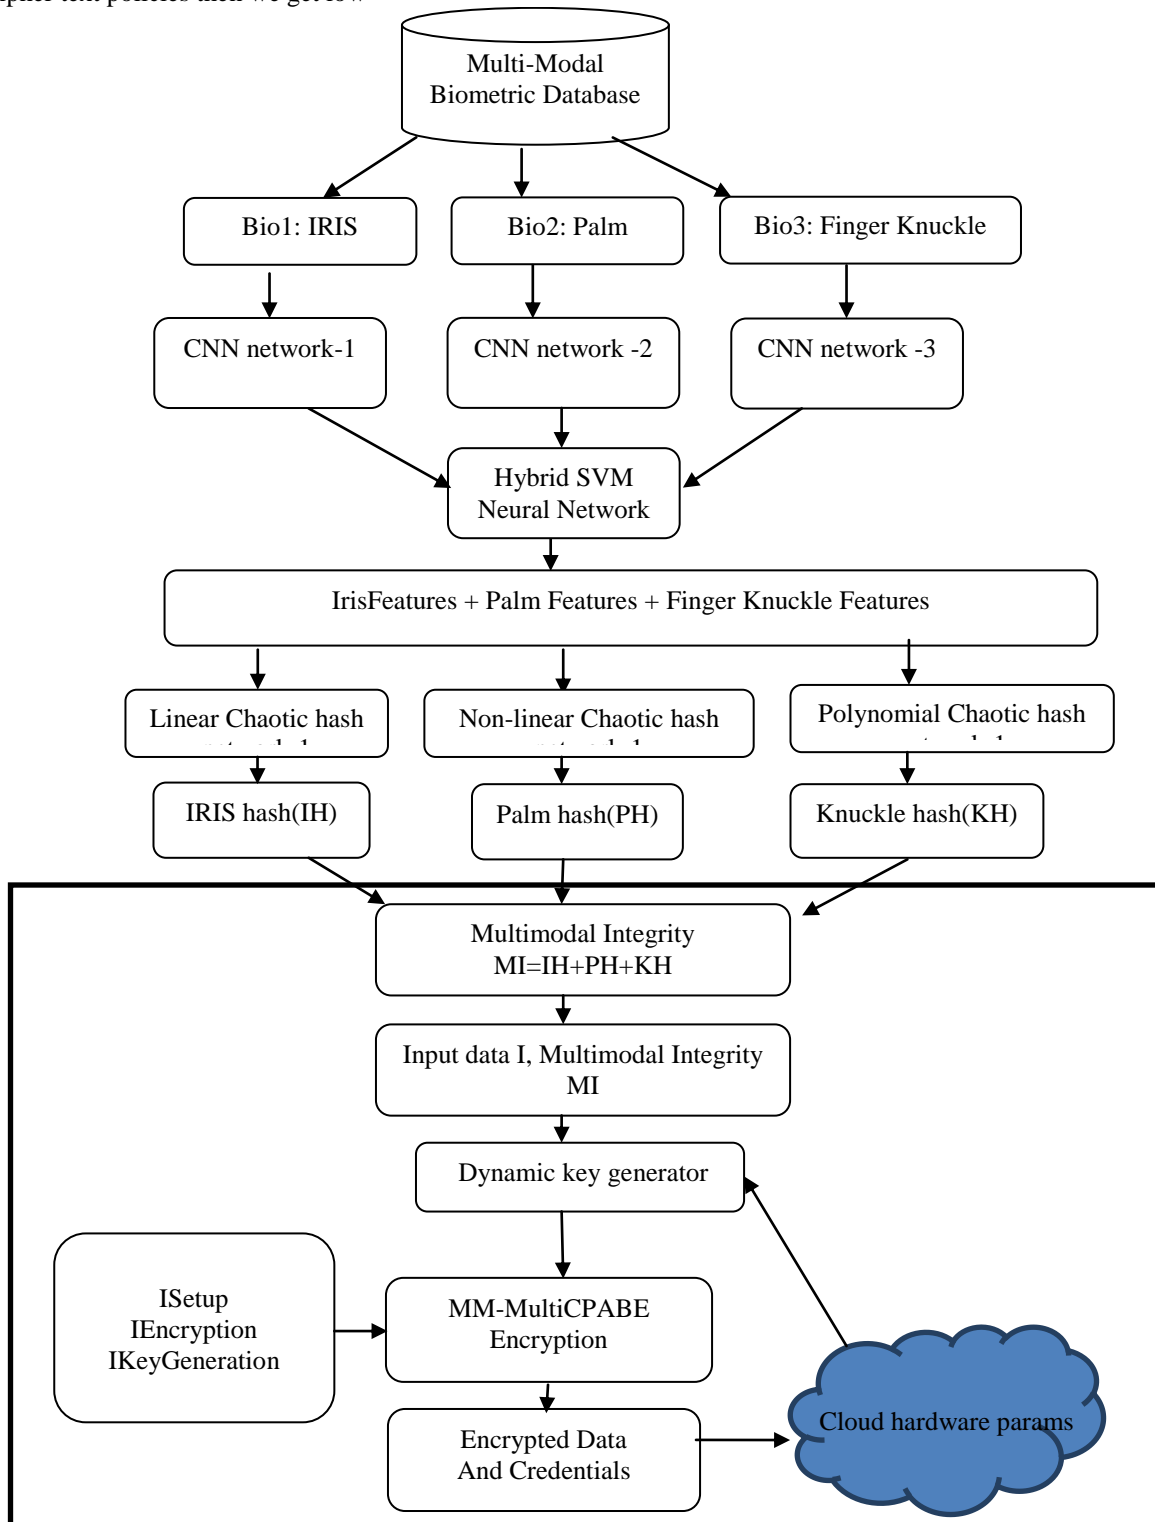 Multi-Modal
Biometric Database
Bio1: IRIS
Bio2: Palm
Bio3: Finger Knuckle
CNN network-1
CNN network -2
CNN network -3
Hybrid SVM
Neural Network
IrisFeatures + Palm Features + Finger Knuckle Features
Linear Chaotic hash
Non-linear Chaotic hash
Polynomial Chaotic hash
IRIS hash(IH)
Palm hash(PH)
Knuckle hash(KH)
Multimodal Integrity
MI=IH+PH+KH
Input data I, Multimodal Integrity
MI
Dynamic key generator
ISetup
IEncryption
IKeyGeneration
MM-MultiCPABE
Encryption
Encrypted Data
And Credentials
Cloud hardware params